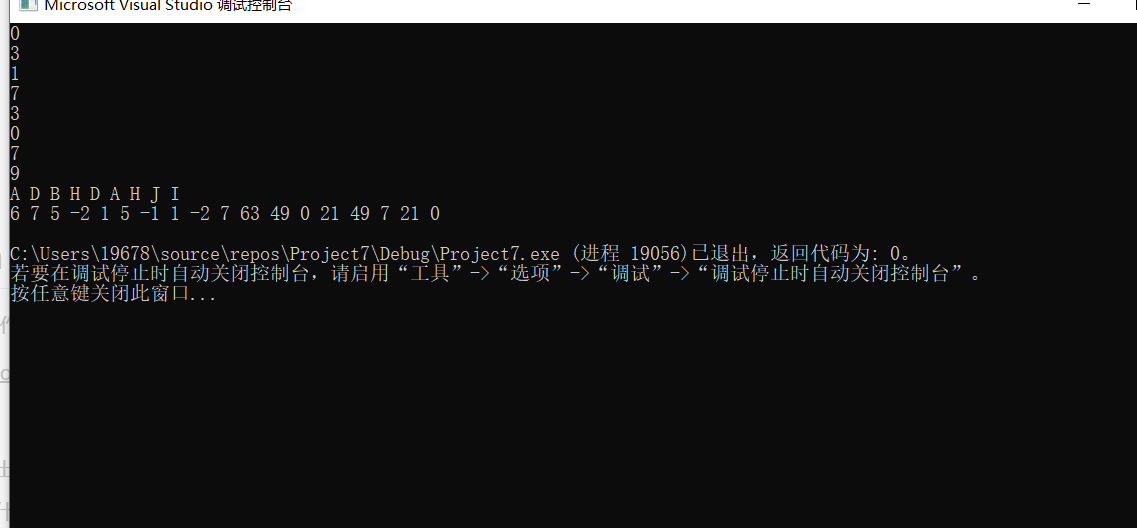 Microsoft Visual Studio 调试控制台
0
3
1
7
3
0
7
9
A D B H D A H J I
6 7 5 -2 1 5 -1 1 -2 7 63 49 0 21 49 7 21 0
C:\Users\19678\source\repos\Project7\Debug\Project7.exe (进程 19056)已退出，返回代码为: 0。
若要在调试停止时自动关闭控制台，请启用“工具”->“选项”->“调试”->“调试停止时自动关闭控制台”。
按任意键关闭此窗口...